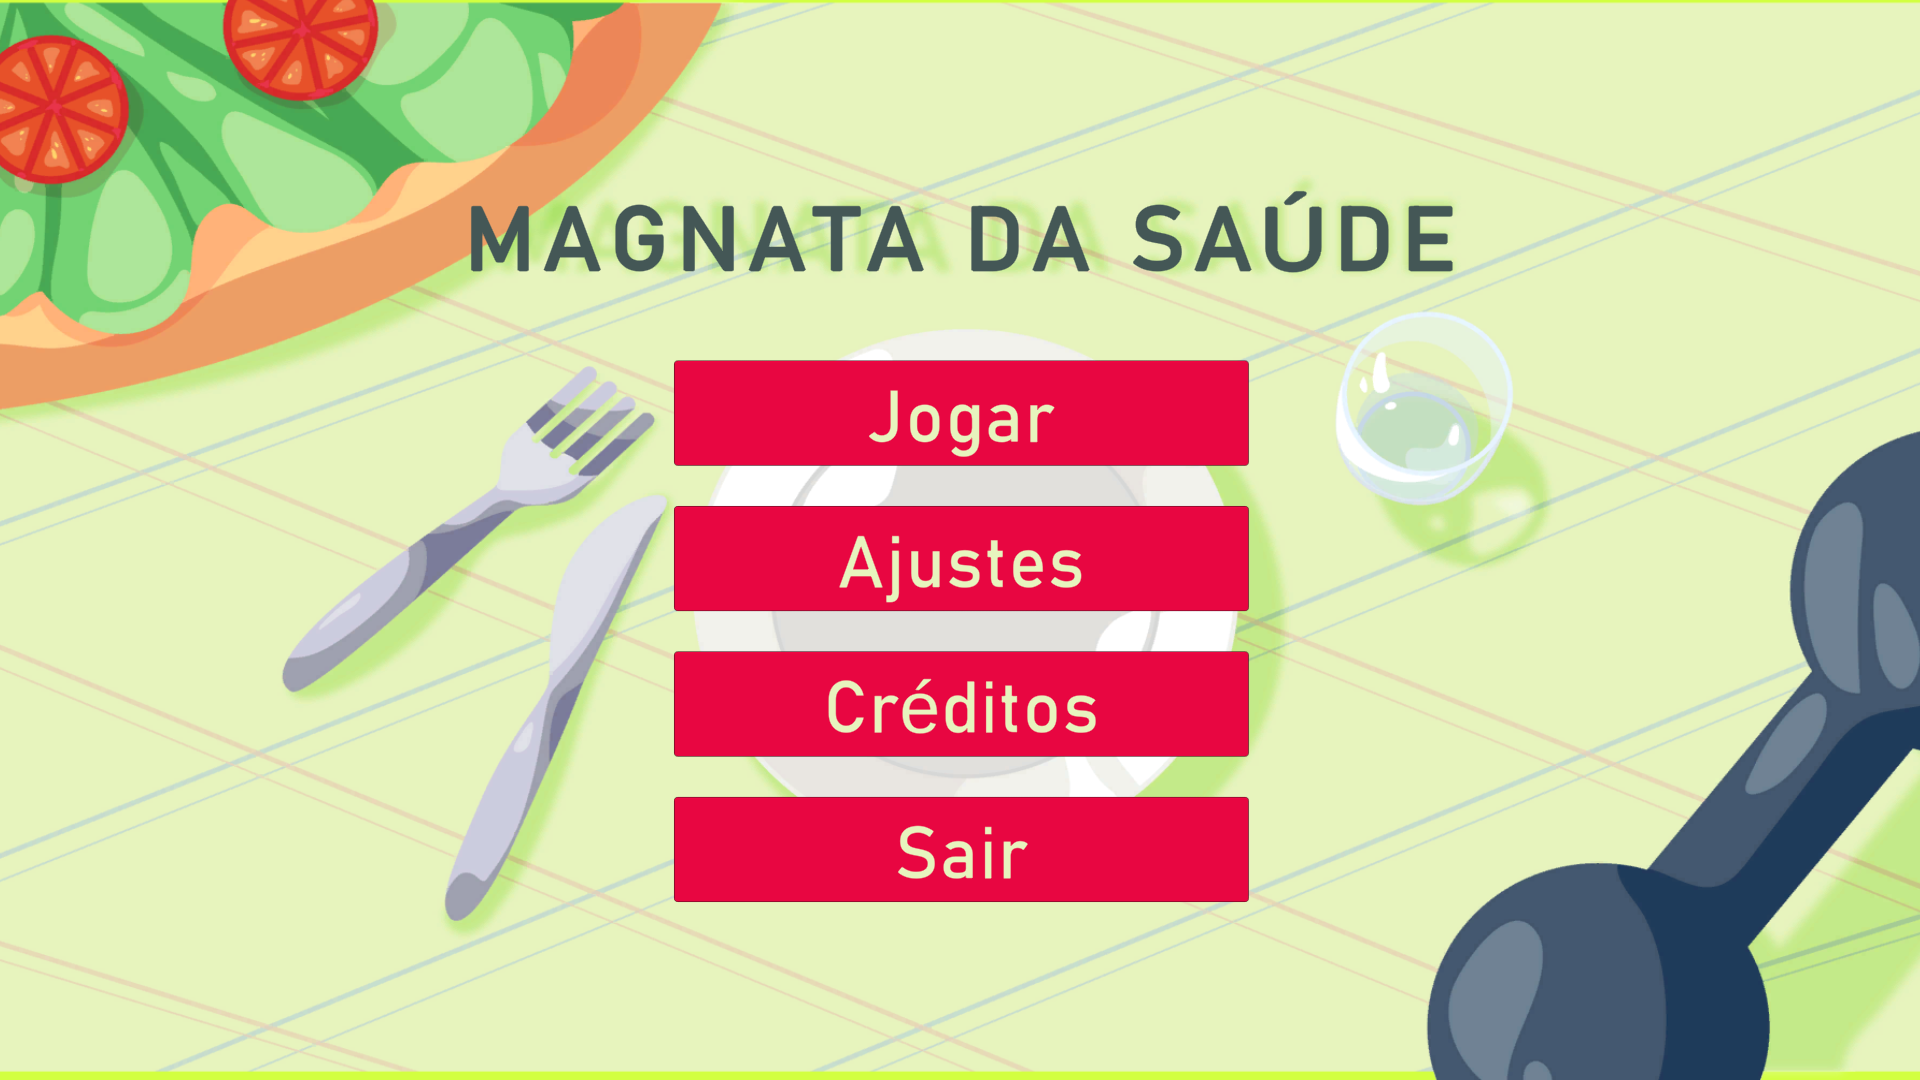 MAGNATA DA SAÚDE
Jogar
Ajustes
Créditos
Sair